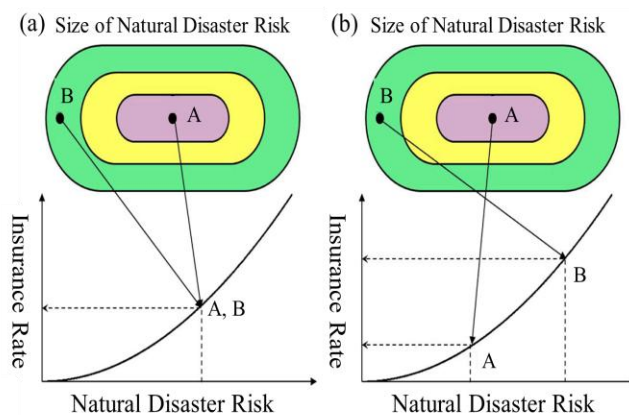 (a) Size of Natural Disaster Risk
B
A
Insurance Rate
A, B
Natural Disaster Risk
(b) Size of Natural Disaster Risk
B
A
Insurance Rate
B
A
Natural Disaster Risk